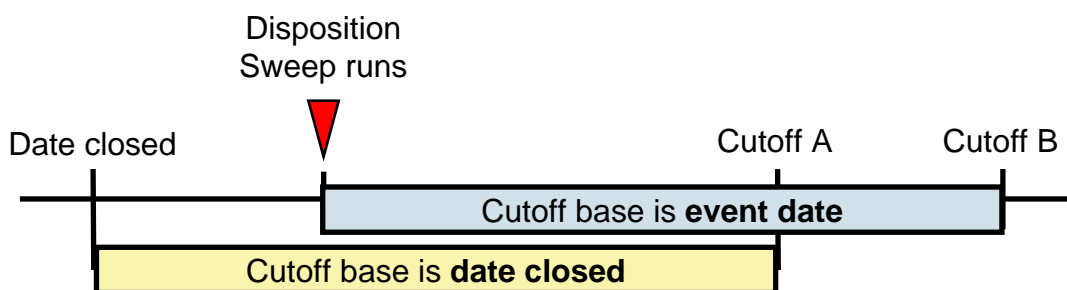 Disposition
Sweep runs
Date closed
Cutoff A
Cutoff B
Cutoff base is event date
Cutoff base is date closed